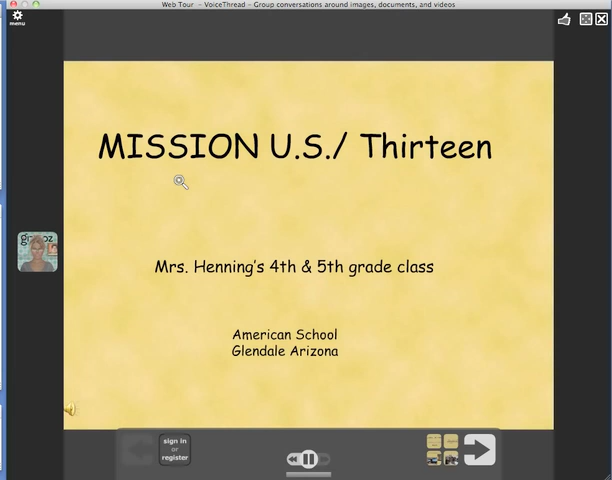 Web Tour - VoiceThread - Group conversations around images, documents, and videos
menu
MISSION U.S./ Thirteen
Mrs. Henning's 4th & 5th grade class
American School
Glendale Arizona
sign in
or
register